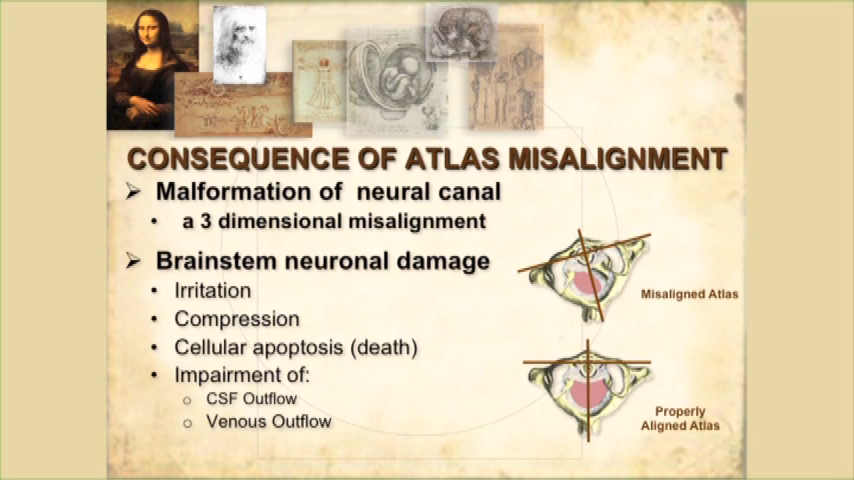 CONSEQUENCE OF ATLAS MISALIGNMENT
➢ Malformation of neural canal
• a 3 dimensional misalignment
➢ Brainstem neuronal damage
• Irritation
• Compression
• Cellular apoptosis (death)
• Impairment of:
○ CSF Outflow
○ Venous Outflow
Misaligned Atlas
Properly
Aligned Atlas